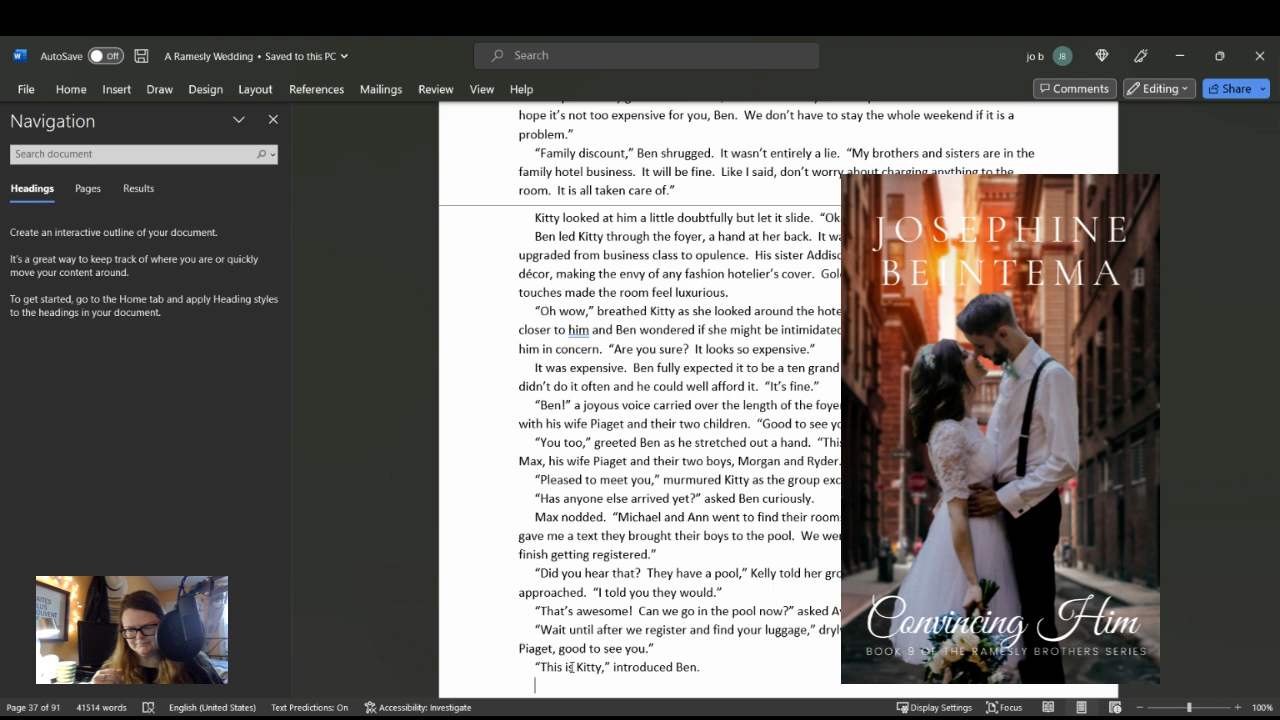 AutoSave Off A Ramesly Wedding • Saved to this PC Search jo b JB
File Home Insert Draw Design Layout References Mailings Review View Help Comments Editing Share
Navigation
Search document
Headings Pages Results
Create an interactive outline of your document.
It's a great way to keep track of where you are or quickly
move your content around.
To get started, go to the Home tab and apply Heading styles
to the headings in your document.
hope it's not too expensive for you, Ben. We don't have to stay the whole weekend if it is a
problem.”
“Family discount,” Ben shrugged. It wasn't entirely a lie. “My brothers and sisters are in the
family hotel business. It will be fine. Like I said, don't worry about charging anything to the
room. It is all taken care of.”
Kitty looked at him a little doubtfully but let it slide. “Ok
Ben led Kitty through the foyer, a hand at her back. It wa
upgraded from business class to opulence. His sister Addis
décor, making the envy of any fashion hotelier's cover. Gol
touches made the room feel luxurious.
“Oh wow,” breathed Kitty as she looked around the hote
closer to him and Ben wondered if she might be intimidated
him in concern. “Are you sure? It looks so expensive.”
It was expensive. Ben fully expected it to be a ten grand
didn't do it often and he could well afford it. “It's fine.”
“Ben!” a joyous voice carried over the length of the foye
with his wife Piaget and their two children. “Good to see yo
“You too,” greeted Ben as he stretched out a hand. “This
Max, his wife Piaget and their two boys, Morgan and Ryder.
“Pleased to meet you,” murmured Kitty as the group exc
“Has anyone else arrived yet?” asked Ben curiously.
Max nodded. “Michael and Ann went to find their room
gave me a text they brought their boys to the pool. We wer
finish getting registered.”
“Did you hear that? They have a pool,” Kelly told her gro
approached. “I told you they would.”
“That's awesome! Can we go in the pool now?” asked A
“Wait until after we register and find your luggage,” dryl
Piaget, good to see you.”
“This is Kitty,” introduced Ben.
JOSEPHINE
BEINTEMA
Convincing Him
BOOK 9 OF THE RAMESLY BROTHERS SERIES
Page 37 of 91 41514 words English (United States) Text Predictions: On Accessibility: Investigate Display Settings Focus 100%